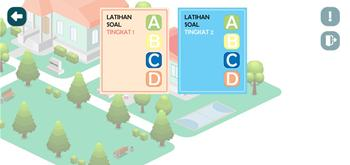 LATIHAN
SOAL
TINGKAT 1
A
B
C
D
LATIHAN
SOAL
TINGKAT 2
A
B
C
D
!